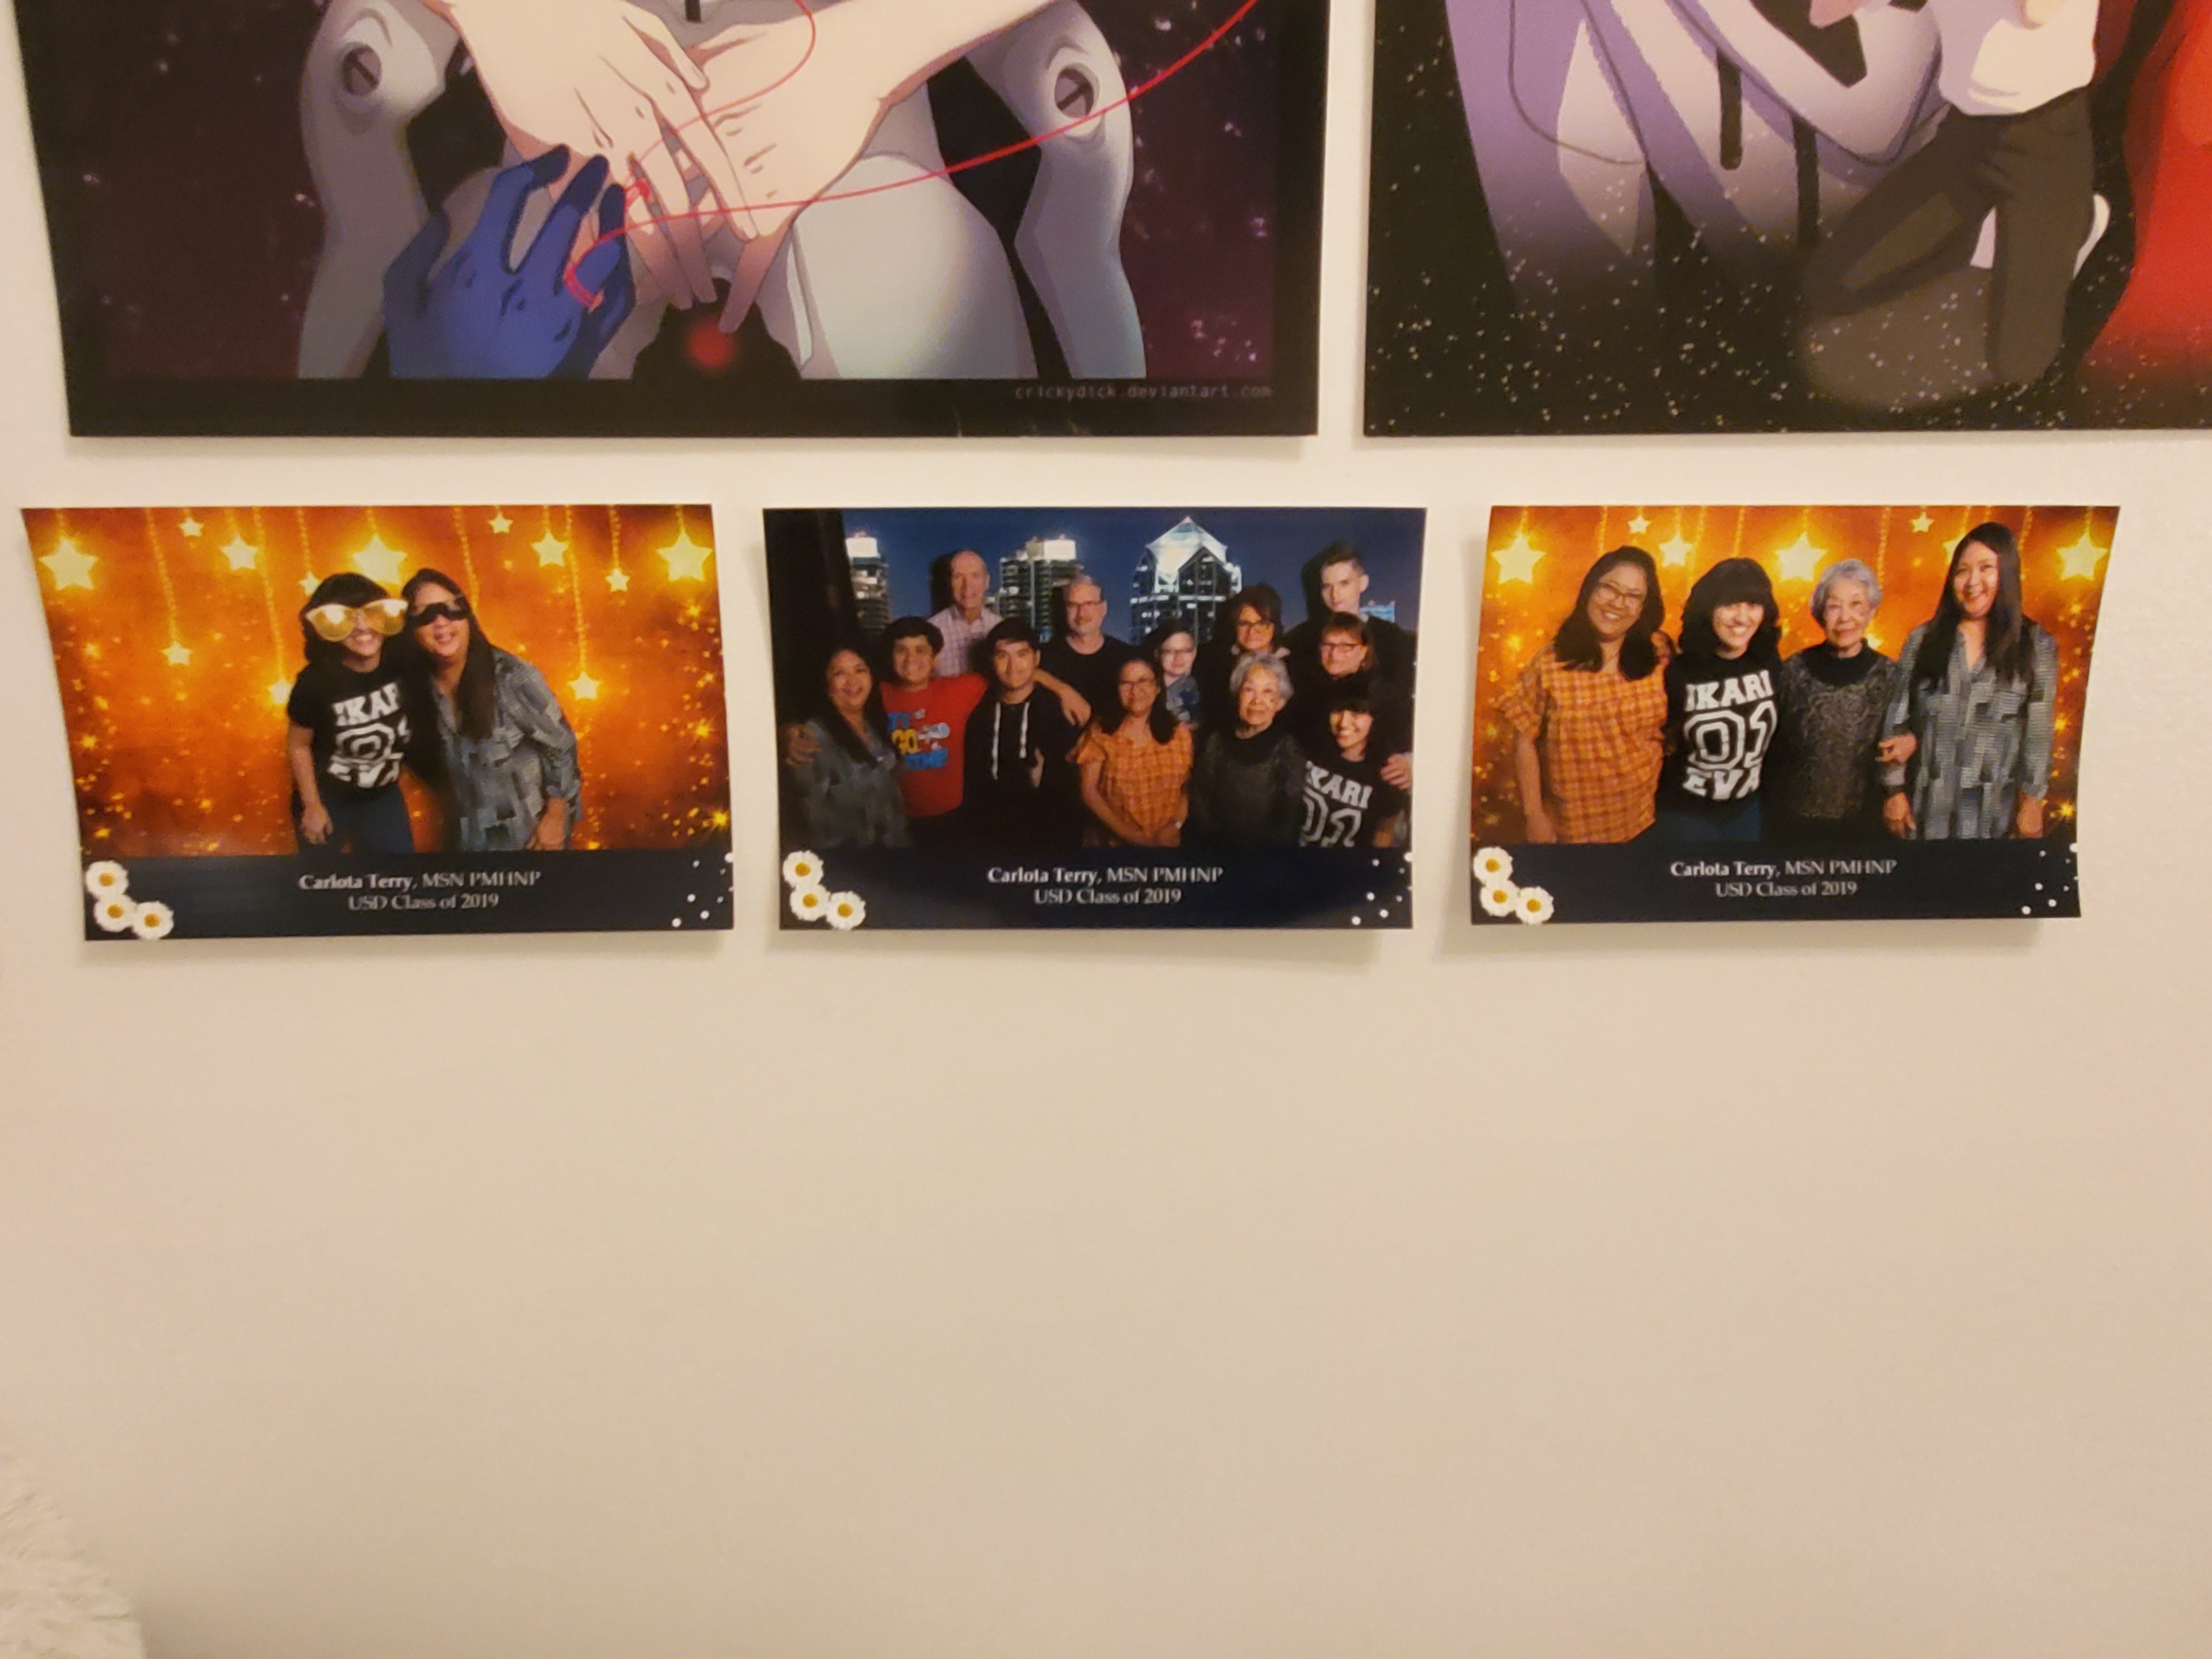 crickydick.deviantart.com
IKARI
01
EVA
Carlota Terry, MSN PMHNP
USD Class of 2019
IKARI
01
Carlota Terry, MSN PMHNP
USD Class of 2019
IKARI
01
EVA
Carlota Terry, MSN PMHNP
USD Class of 2019